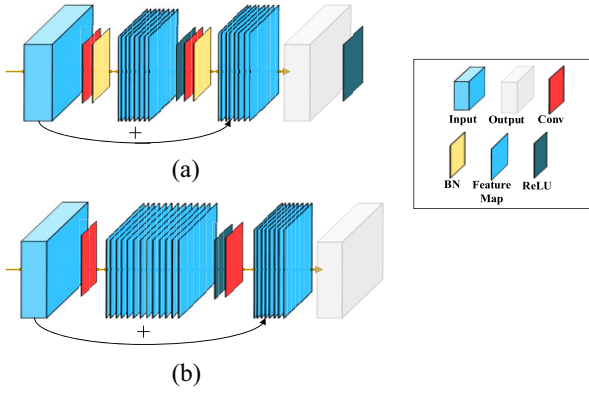 +
(a)
Input Output Conv
BN Feature Map ReLU
+
(b)